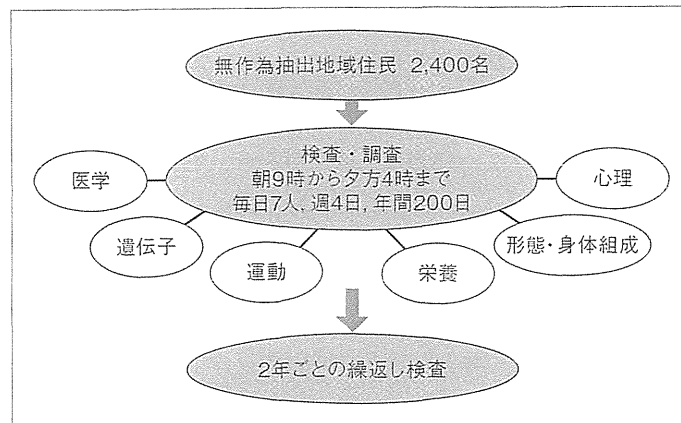 無作為抽出地域住民 2,400名
検査・調査
朝9時から夕方4時まで
毎日7人, 週4日, 年間200日
医学
心理
遺伝子
形態・身体組成
運動
栄養
2年ごとの繰返し検査